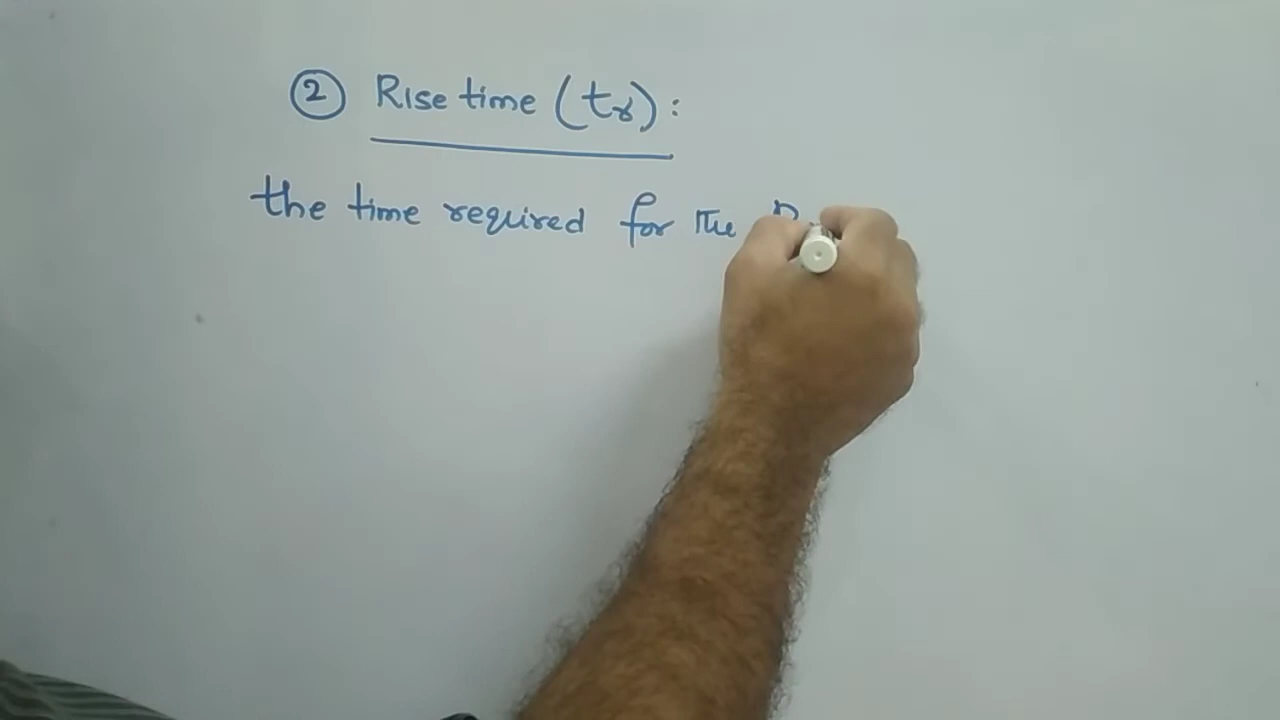 ② Rise time (tr):
the time required for the